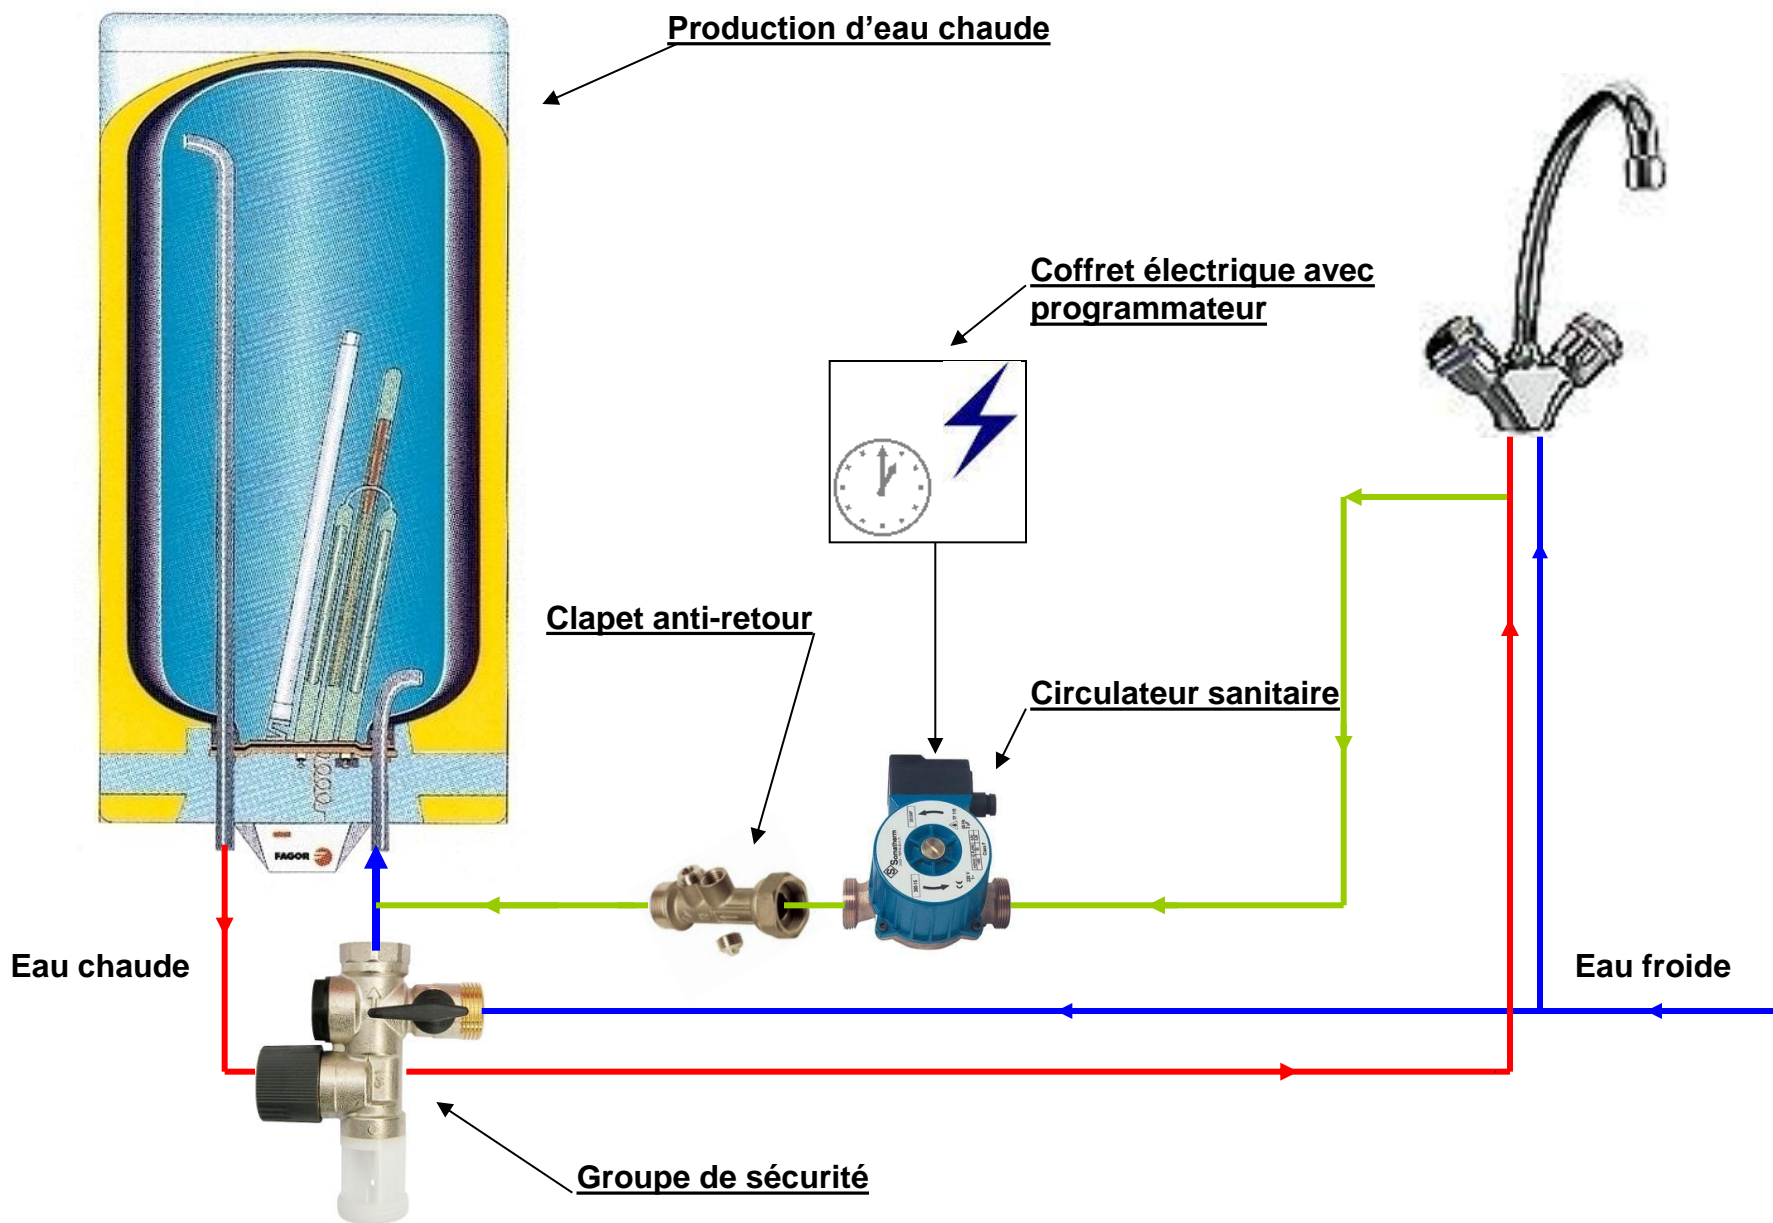 Production d’eau chaude
Coffret électrique avec
programmateur
Clapet anti-retour
Circulateur sanitaire
FAGOR
Somatherm
Eau chaude
Eau froide
Groupe de sécurité